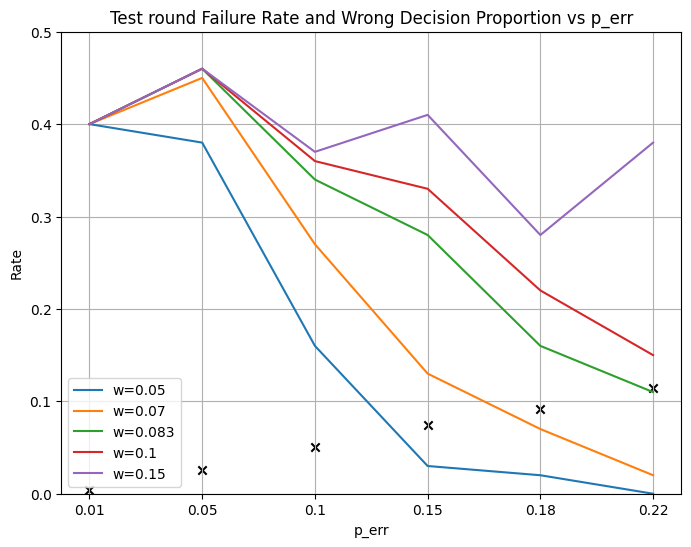 Test round Failure Rate and Wrong Decision Proportion vs p_err
Rate
0.5
0.4
0.3
0.2
0.1
0.0
w=0.05
w=0.07
w=0.083
w=0.1
w=0.15
0.01 0.05 0.1 0.15 0.18 0.22
p_err